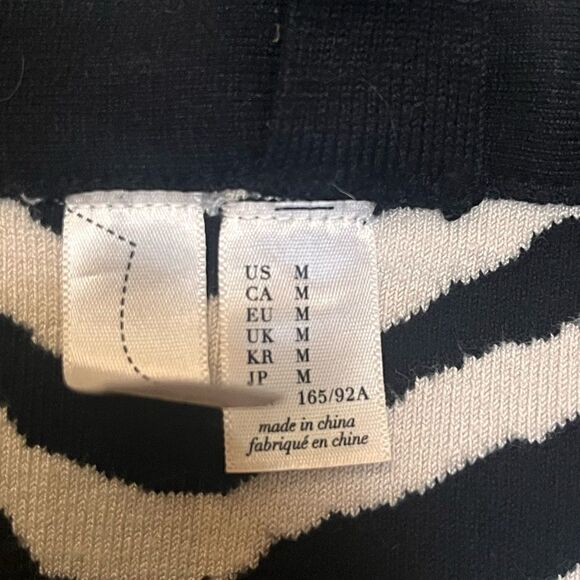 US M
CA M
EU M
UK M
KR M
JP M
165/92A
made in china
fabriqué en chine